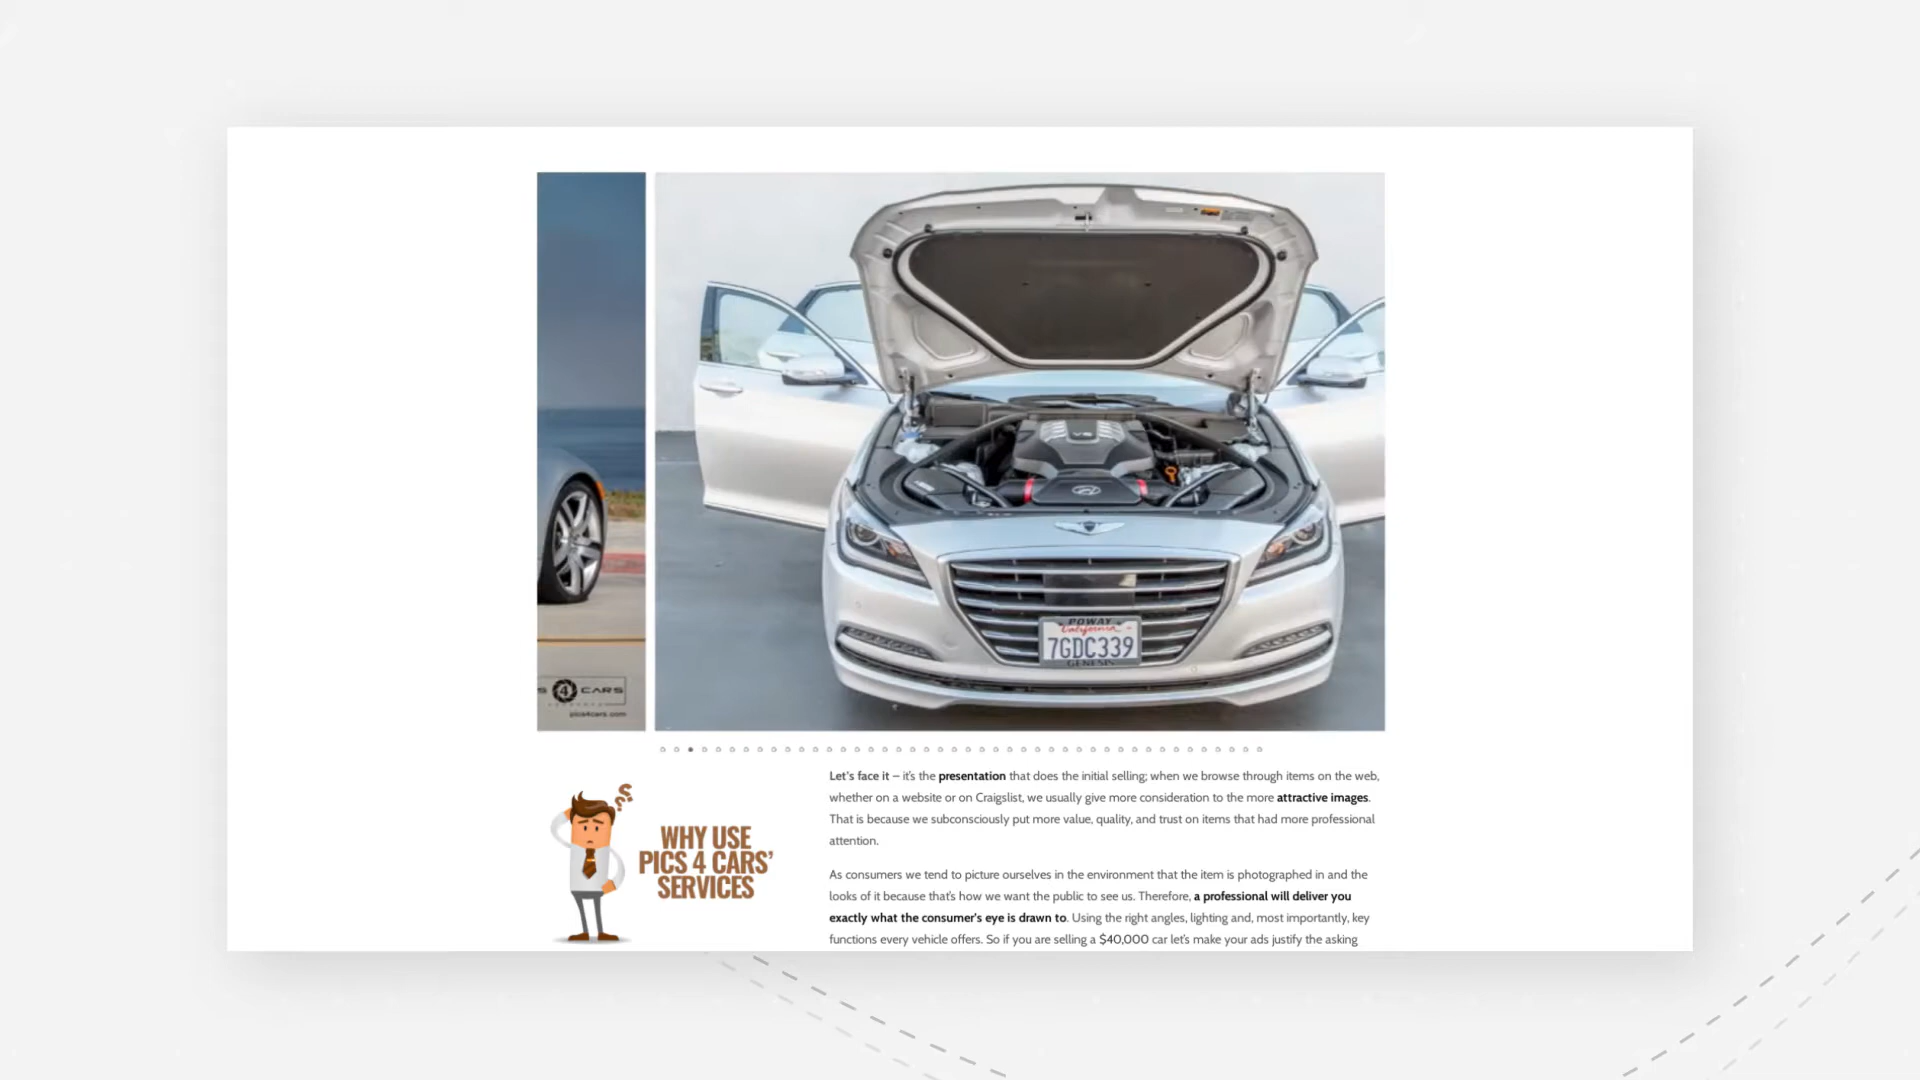 V8
POWAY
California
7GDC339
GENESIS
S 4 CARS
pics4cars.com
Let's face it – it's the presentation that does the initial selling; when we browse through items on the web,
whether on a website or on Craigslist, we usually give more consideration to the more attractive images.
That is because we subconsciously put more value, quality, and trust on items that had more professional
attention.
??
WHY USE
PICS 4 CARS'
SERVICES
As consumers we tend to picture ourselves in the environment that the item is photographed in and the
looks of it because that's how we want the public to see us. Therefore, a professional will deliver you
exactly what the consumer's eye is drawn to. Using the right angles, lighting and, most importantly, key
functions every vehicle offers. So if you are selling a $40,000 car let's make your ads justify the asking